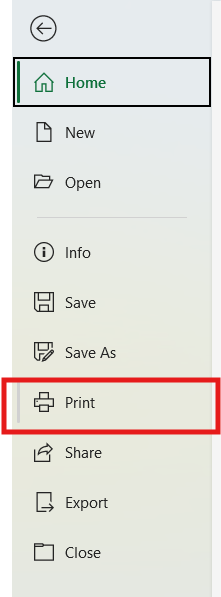 Home
New
Open
Info
Save
Save As
Print
Share
Export
Close